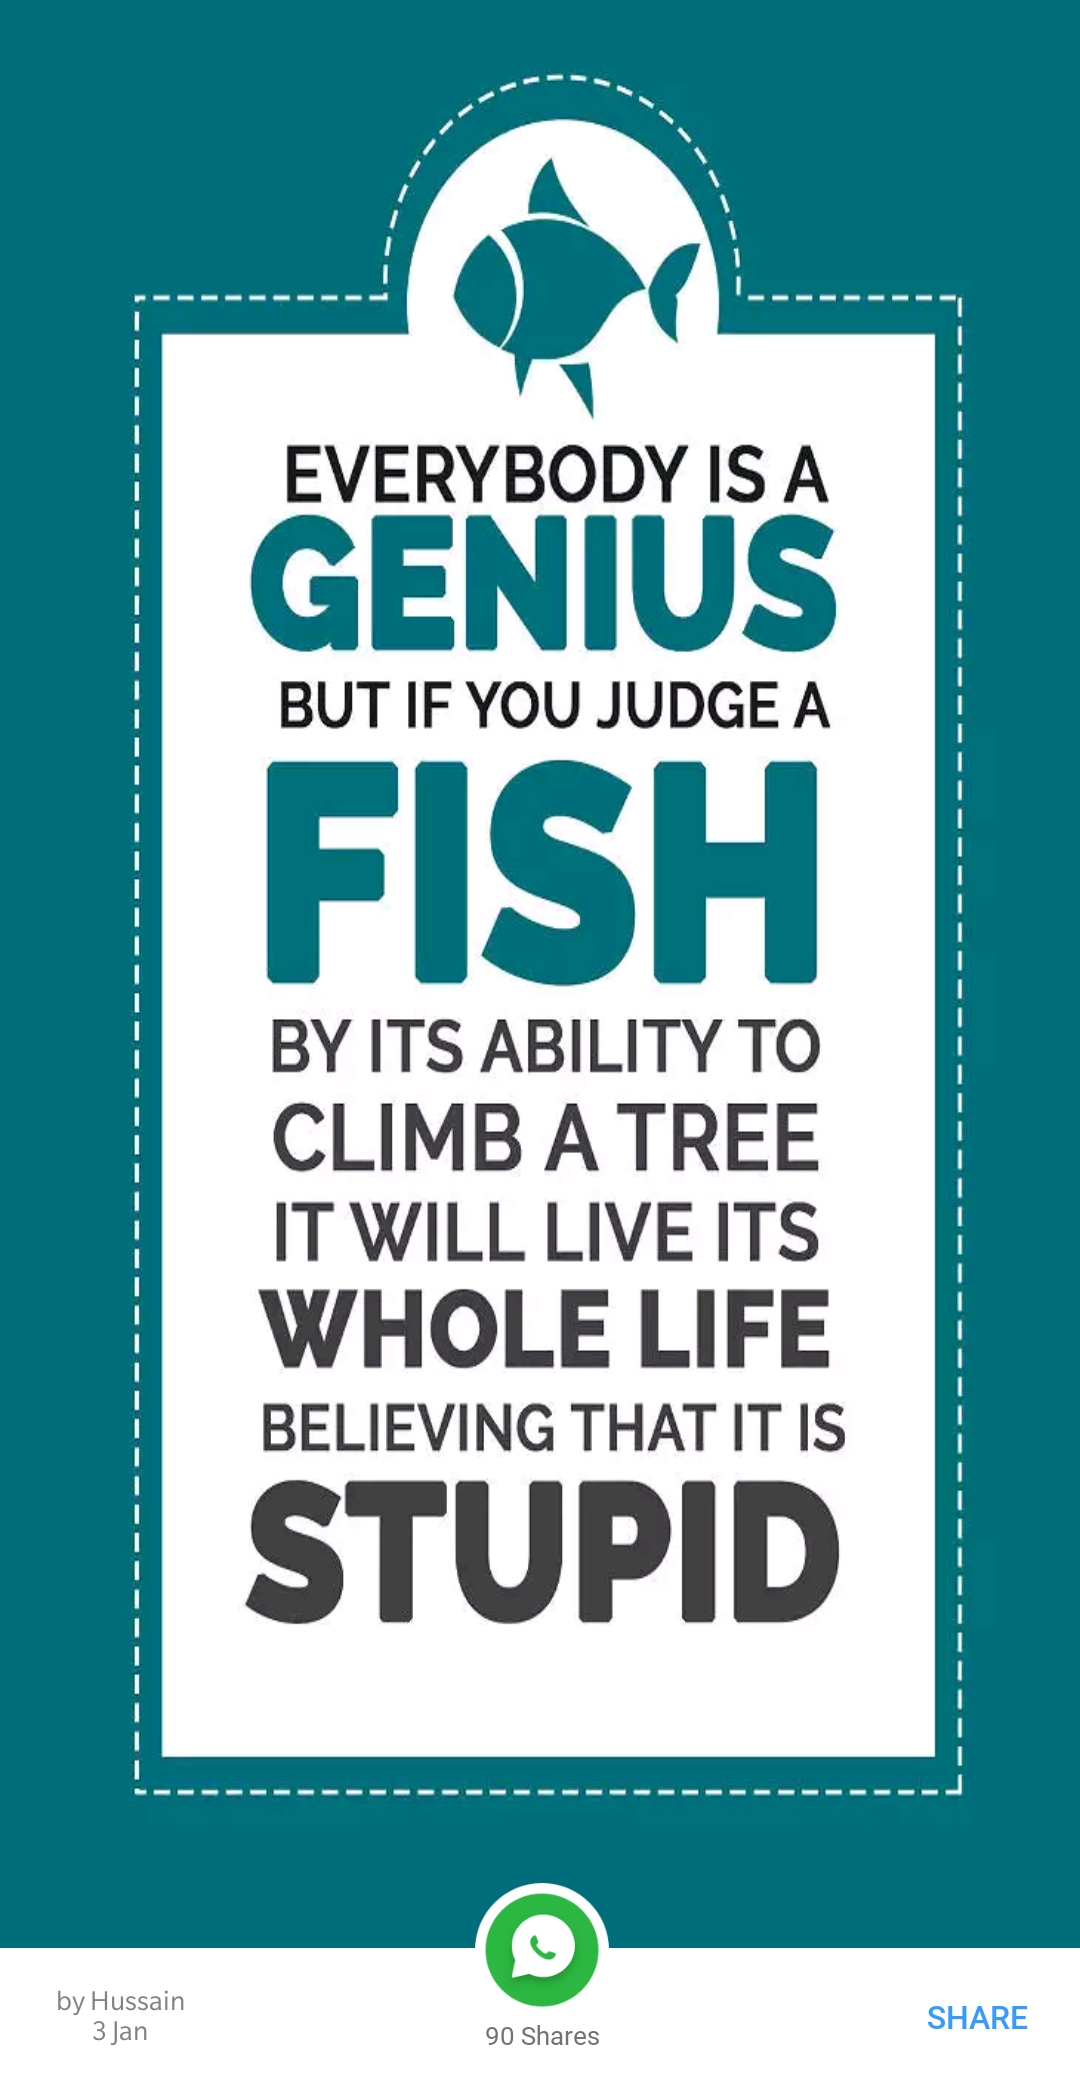 EVERYBODY IS A
GENIUS
BUT IF YOU JUDGE A
FISH
BY ITS ABILITY TO
CLIMB A TREE
IT WILL LIVE ITS
WHOLE LIFE
BELIEVING THAT IT IS
STUPID
by Hussain
3 Jan
90 Shares
SHARE